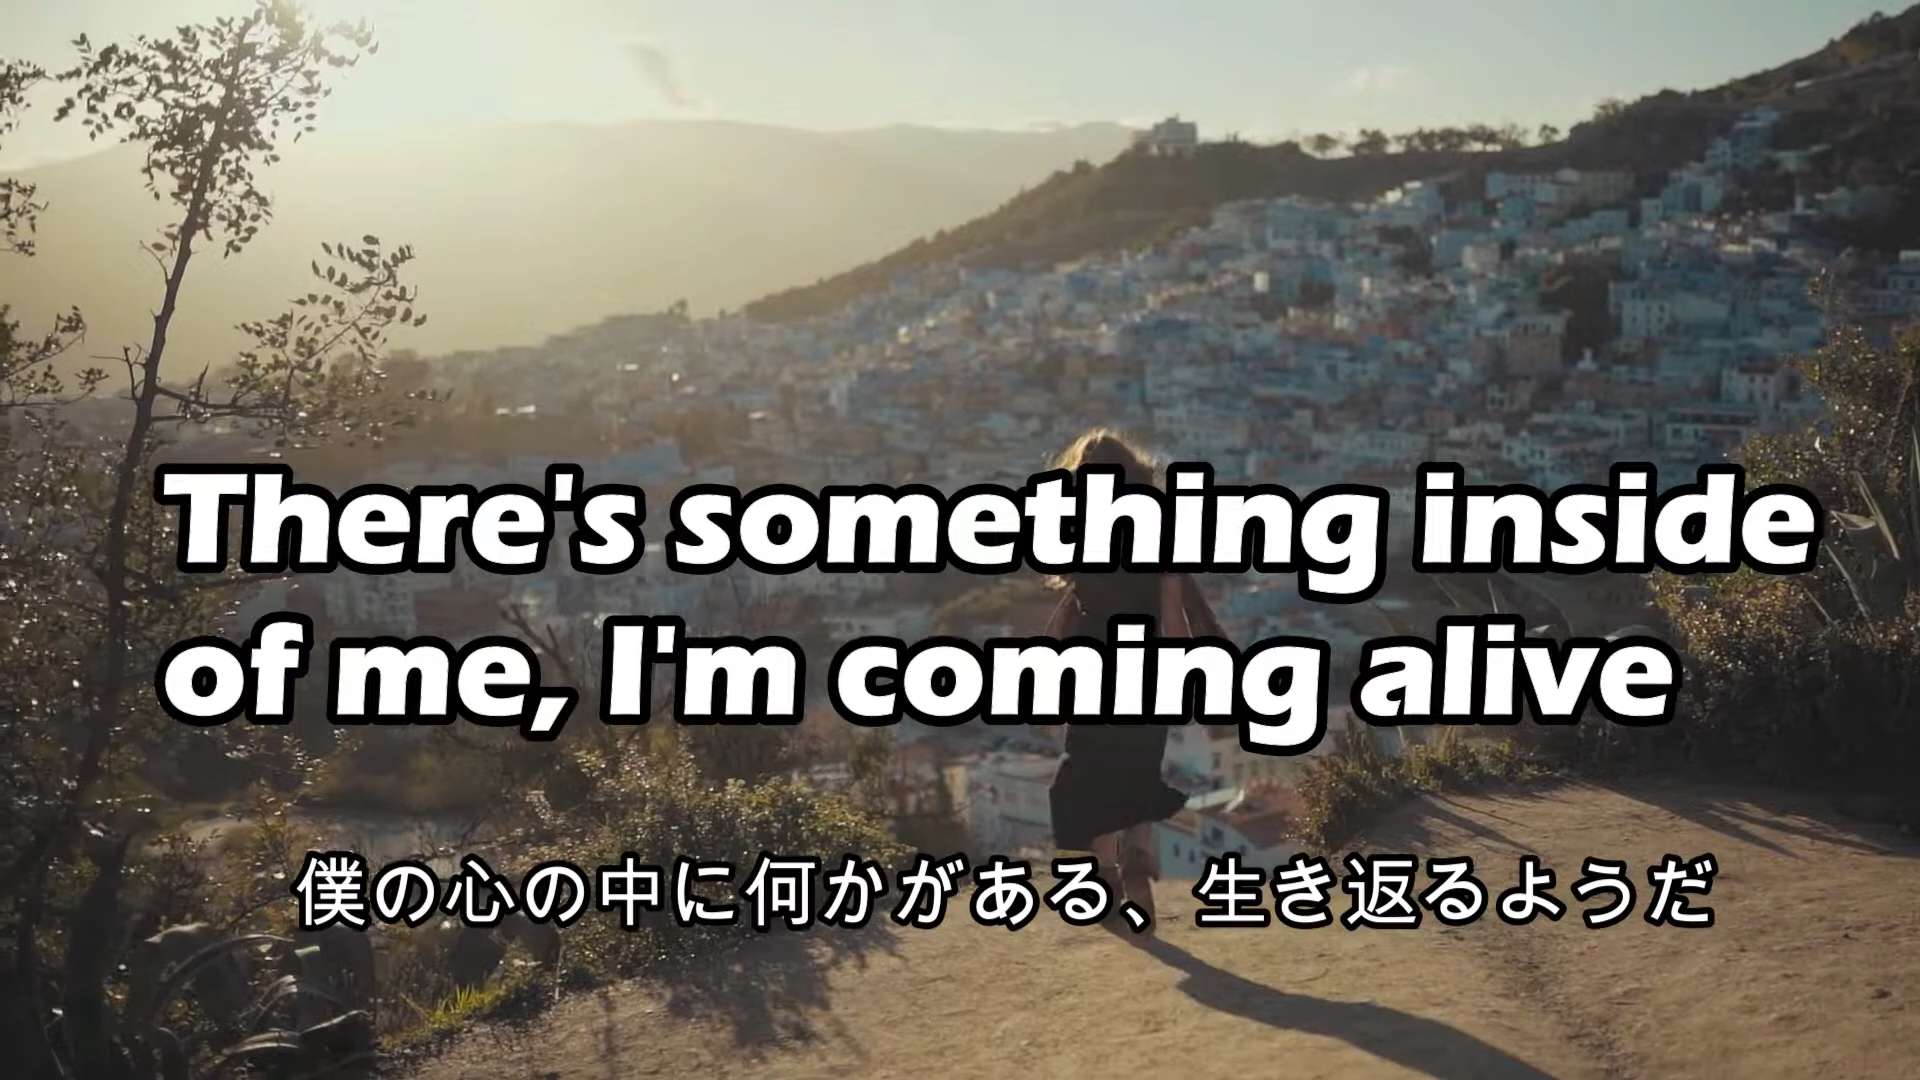 There's something inside
of me, I'm coming alive
僕の心の中に何かがある、生き返るようだ